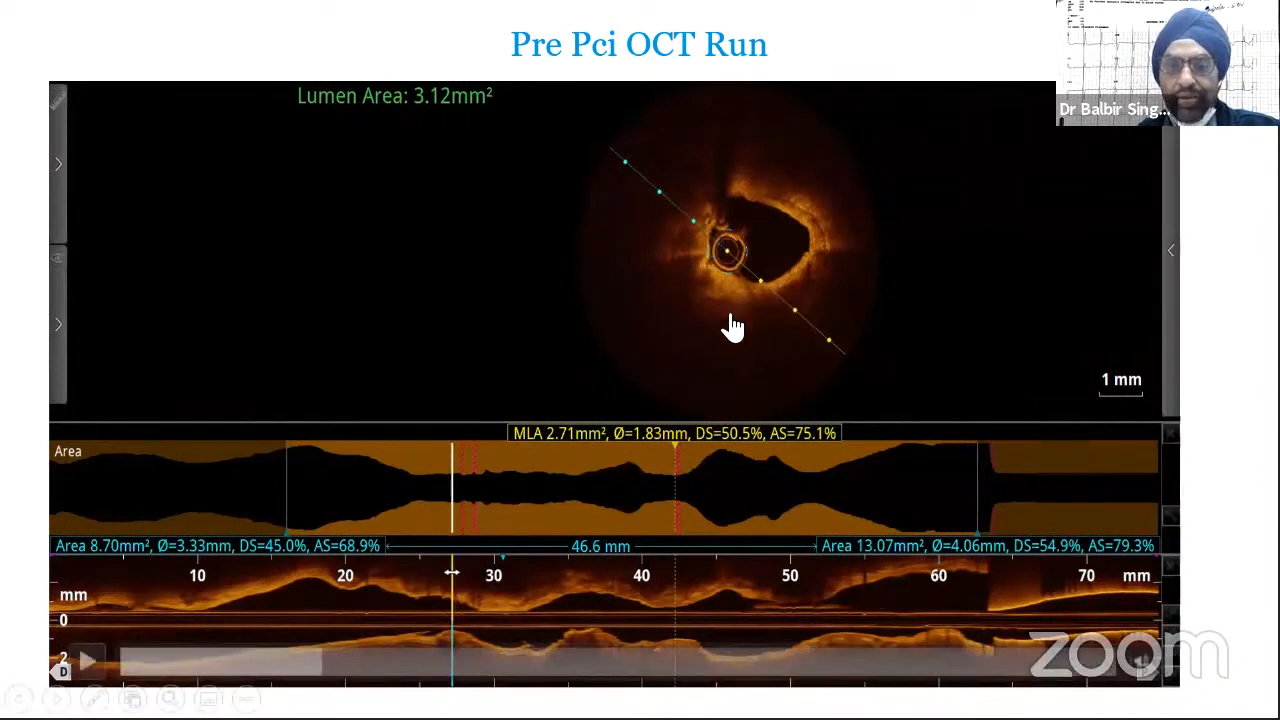 Pre Pci OCT Run
Dr Balbir Sing...
Lumen Area: 3.12mm²
1 mm
MLA 2.71mm², Ø=1.83mm, DS=50.5%, AS=75.1%
Area
Area 8.70mm², Ø=3.33mm, DS=45.0%, AS=68.9%
46.6 mm
Area 13.07mm², Ø=4.06mm, DS=54.9%, AS=79.3%
10 20 30 40 50 60 70 mm
mm
0
2
D
zoom